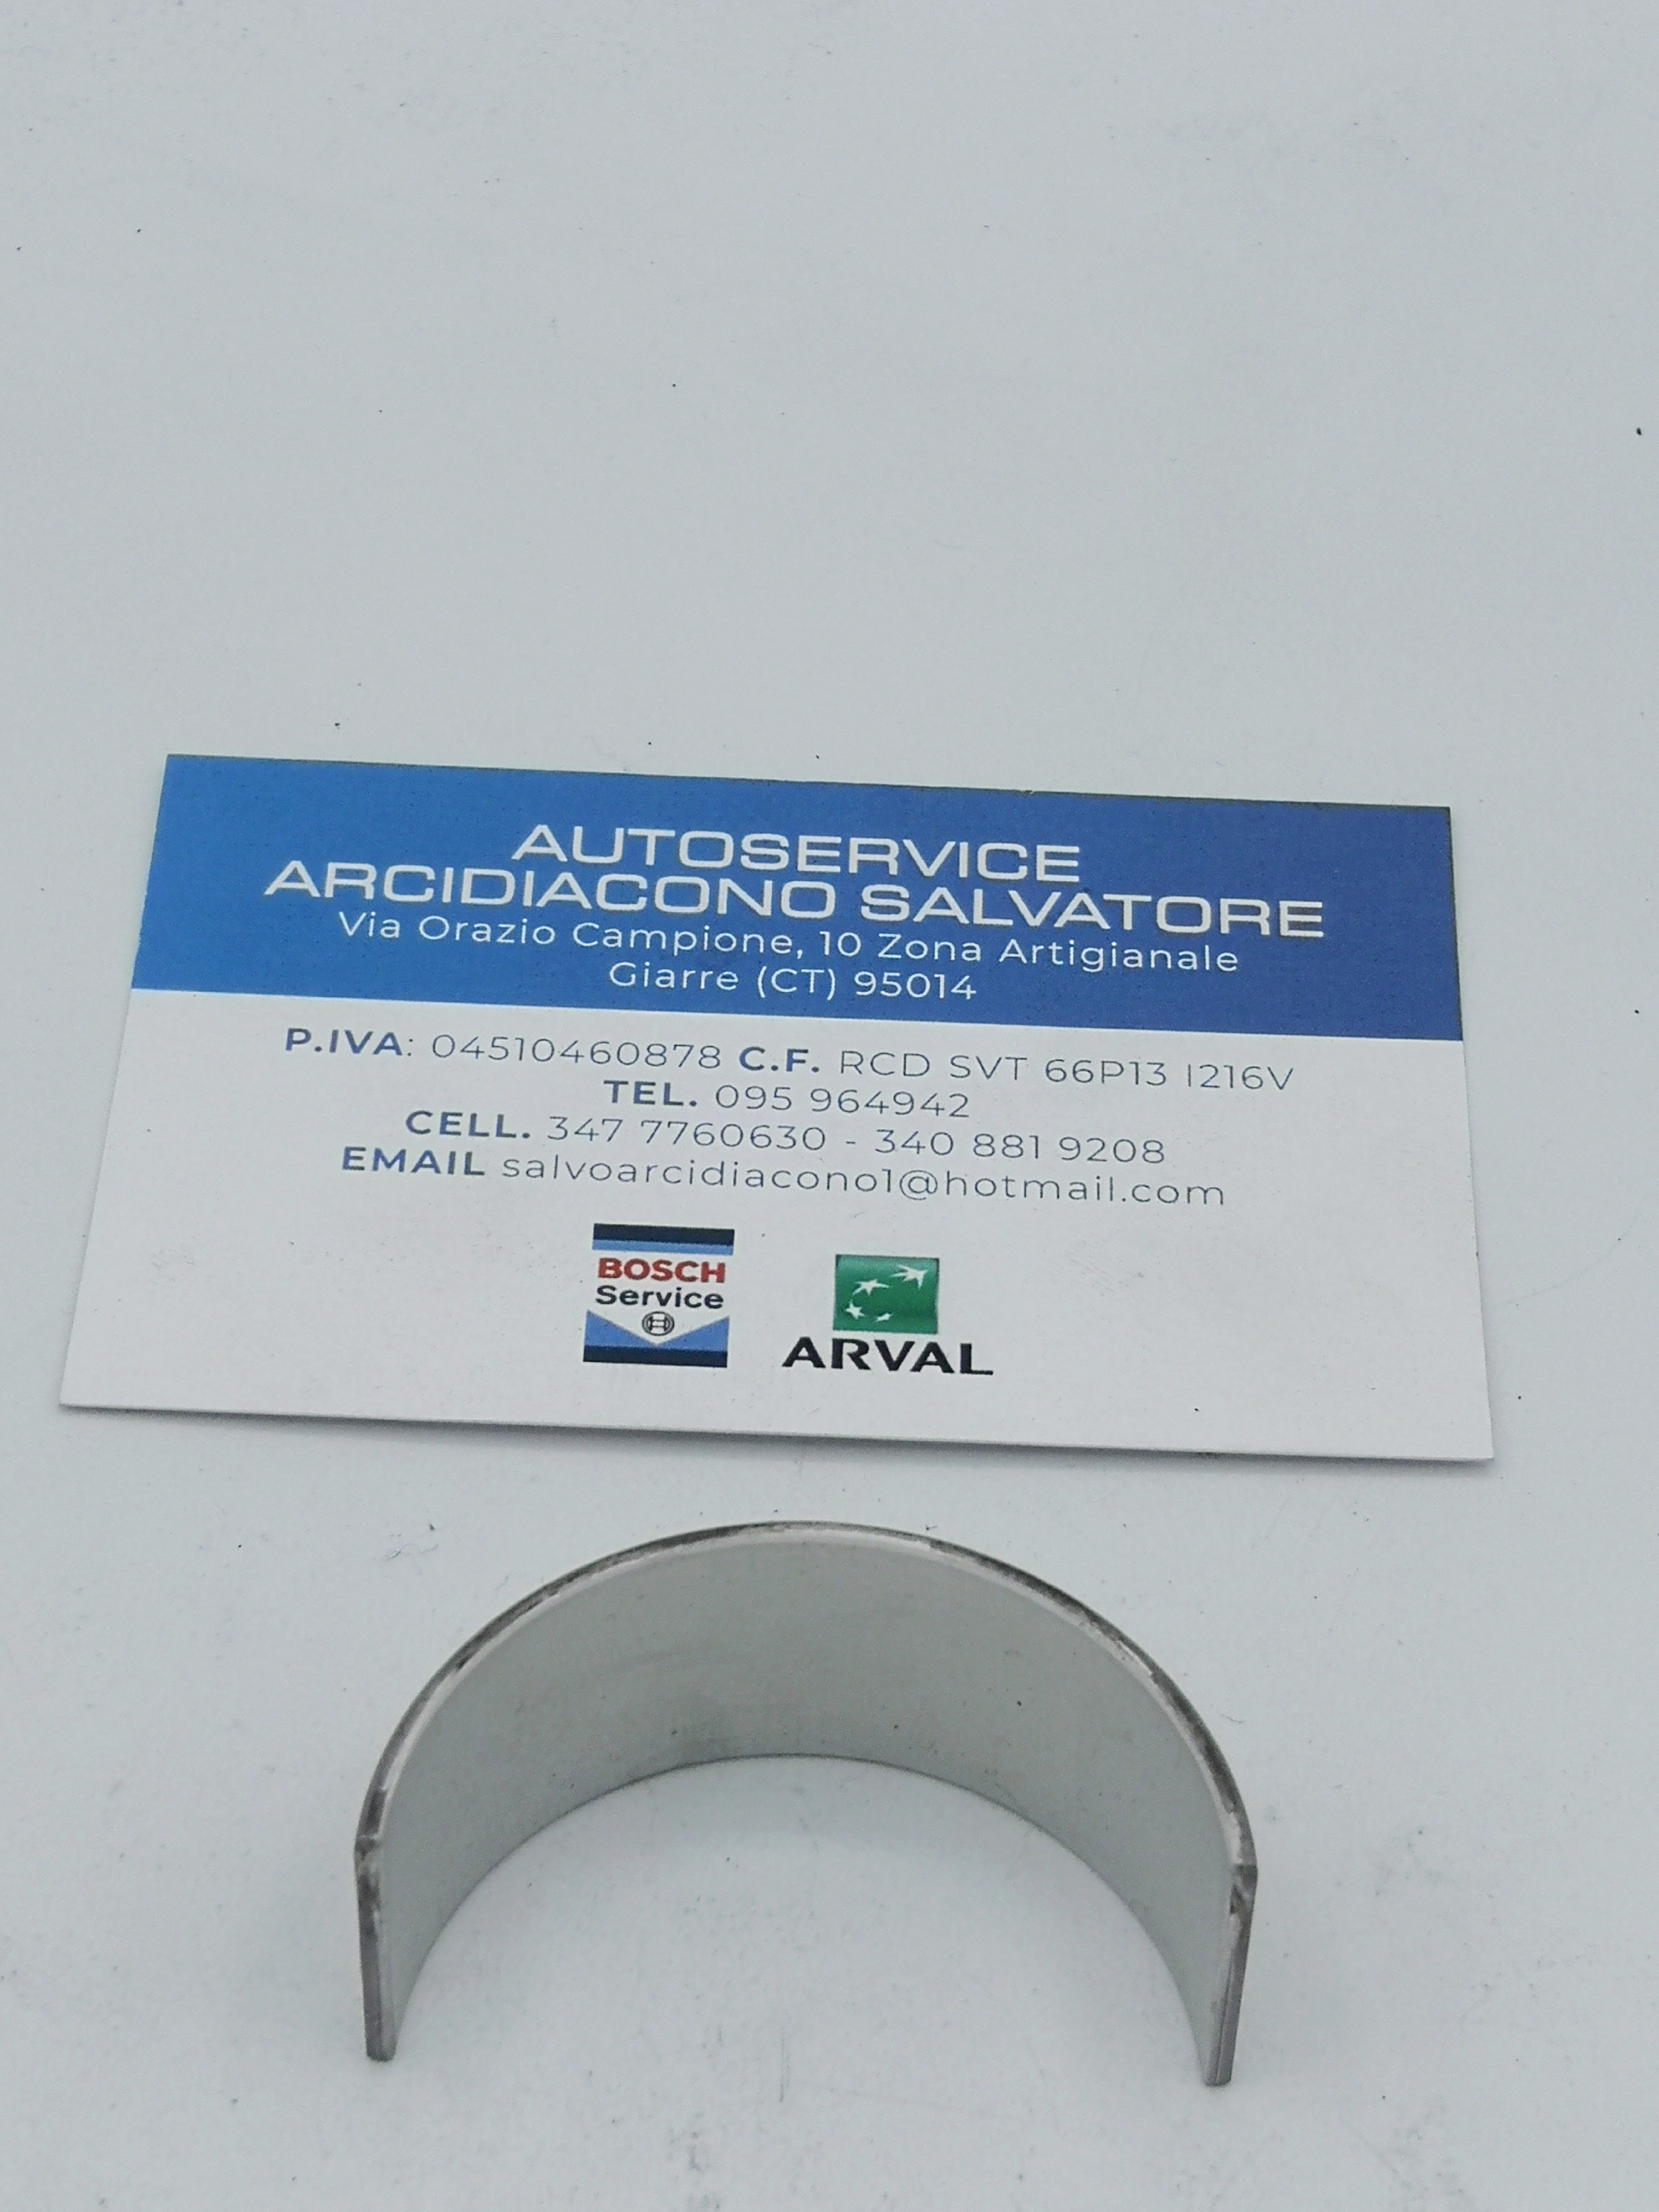 AUTOSERVICE
ARCIDIACONO SALVATORE
Via Orazio Campione, 10 Zona Artigianale
Giarre (CT) 95014
P.IVA: 04510460878 C.F. RCD SVT 66P13 I216V
TEL. 095 964942
CELL. 347 7760630 - 340 881 9208
EMAIL salvoarcidiacono1@hotmail.com
BOSCH
Service
ARVAL